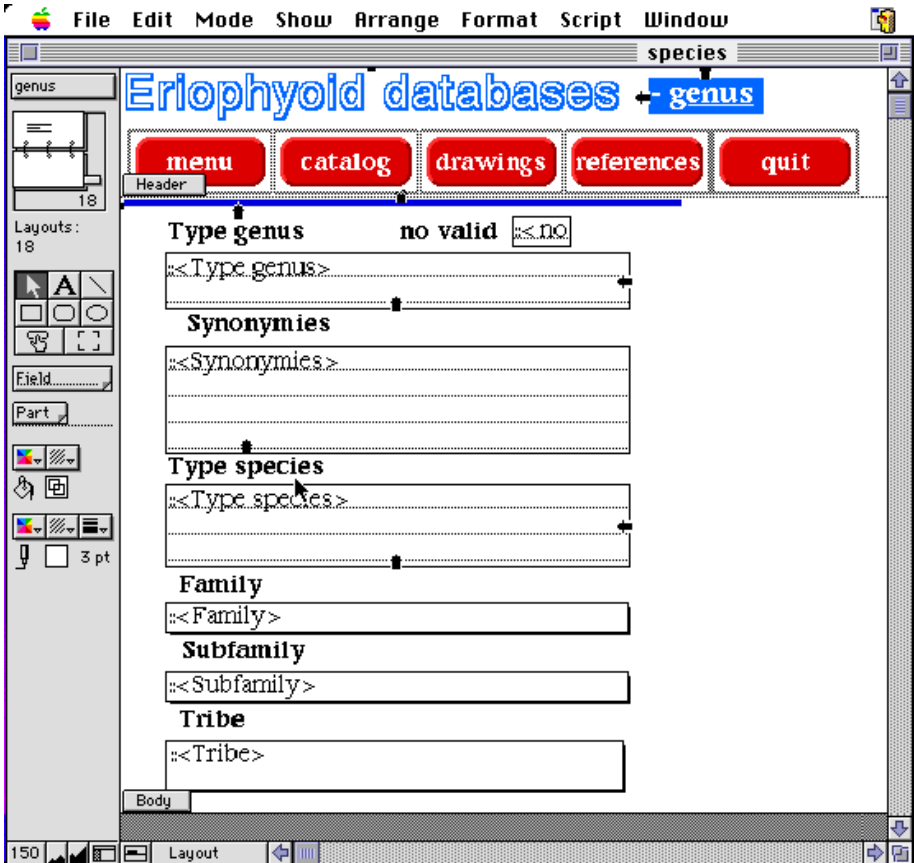 File Edit Mode Show Arrange Format Script Window
species
genus
Eriophyoid databases - genus
menu catalog drawings references quit
Header
18
Layouts:
18
Type genus no valid ::<no
::<Type genus>
Synonymies
::<Synonymies>
Field
Part
Type species
::<Type species>
3 pt
Family
::<Family>
Subfamily
::<Subfamily>
Tribe
::<Tribe>
Body
150 Layout